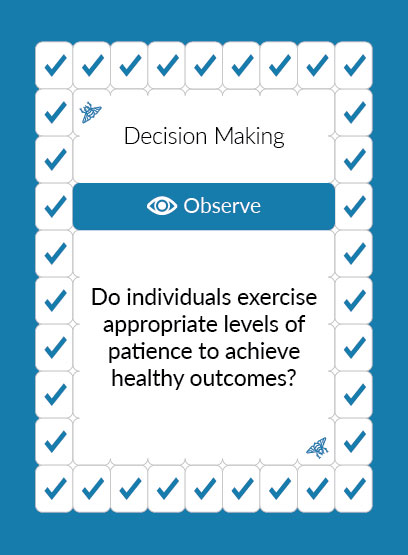 Decision Making
Observe
Do individuals exercise
appropriate levels of
patience to achieve
healthy outcomes?